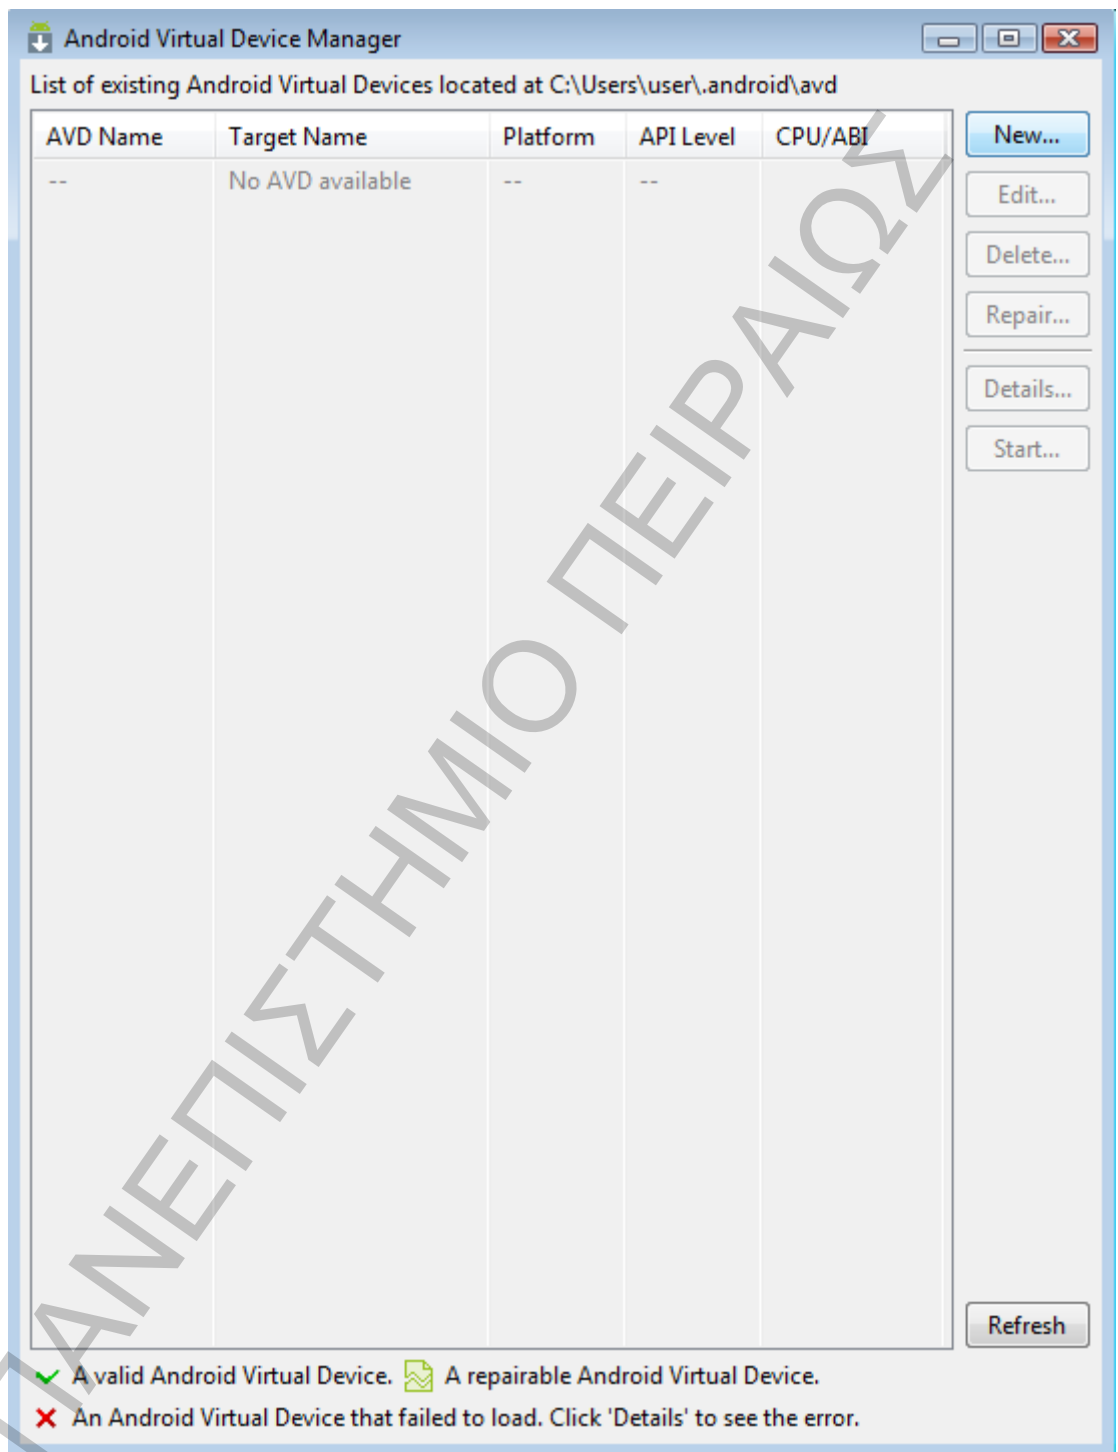 Android Virtual Device Manager
List of existing Android Virtual Devices located at C:\Users\user\.android\avd
AVD Name Target Name Platform API Level CPU/ABI
-- No AVD available -- --
New...
Edit...
Delete...
Repair...
Details...
Start...
Refresh
A valid Android Virtual Device. A repairable Android Virtual Device.
An Android Virtual Device that failed to load. Click 'Details' to see the error.
ΠΑΝΕΠΙΣΤΗΜΙΟ ΠΕΙΡΑΙΩΣ